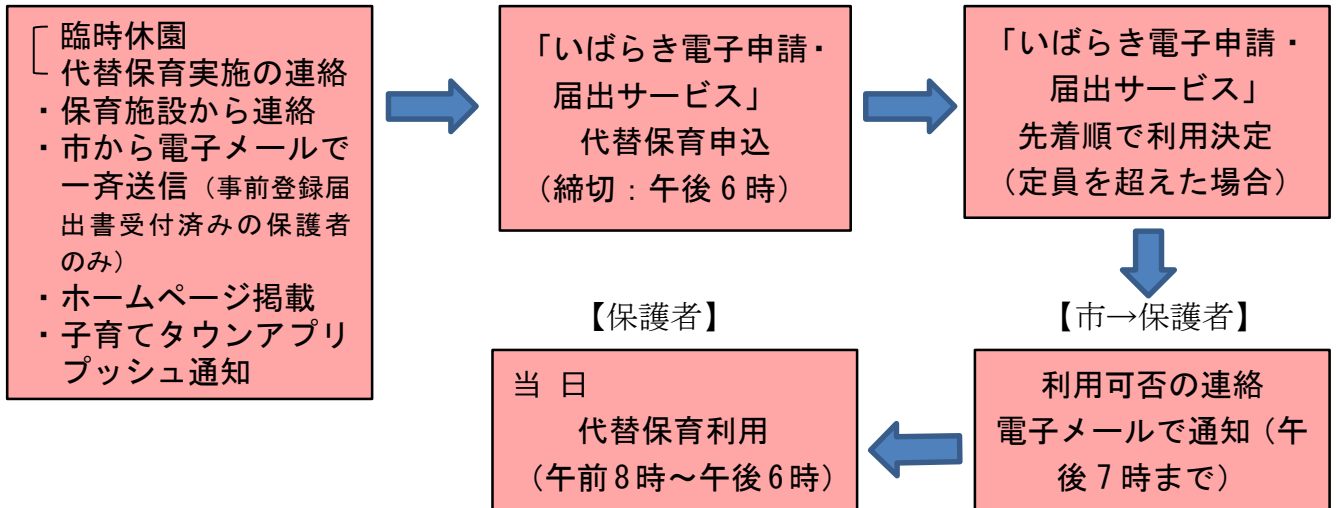 臨時休園
代替保育実施の連絡
・保育施設から連絡
・市から電子メールで
一斉送信（事前登録届
出書受付済みの保護者
のみ）
・ホームページ掲載
・子育てタウンアプリ
プッシュ通知
「いばらき電子申請・
届出サービス」
代替保育申込
（締切：午後６時）
「いばらき電子申請・
届出サービス」
先着順で利用決定
（定員を超えた場合）
【市→保護者】
利用可否の連絡
電子メールで通知（午
後７時まで）
【保護者】
当 日
代替保育利用
（午前８時～午後６時）